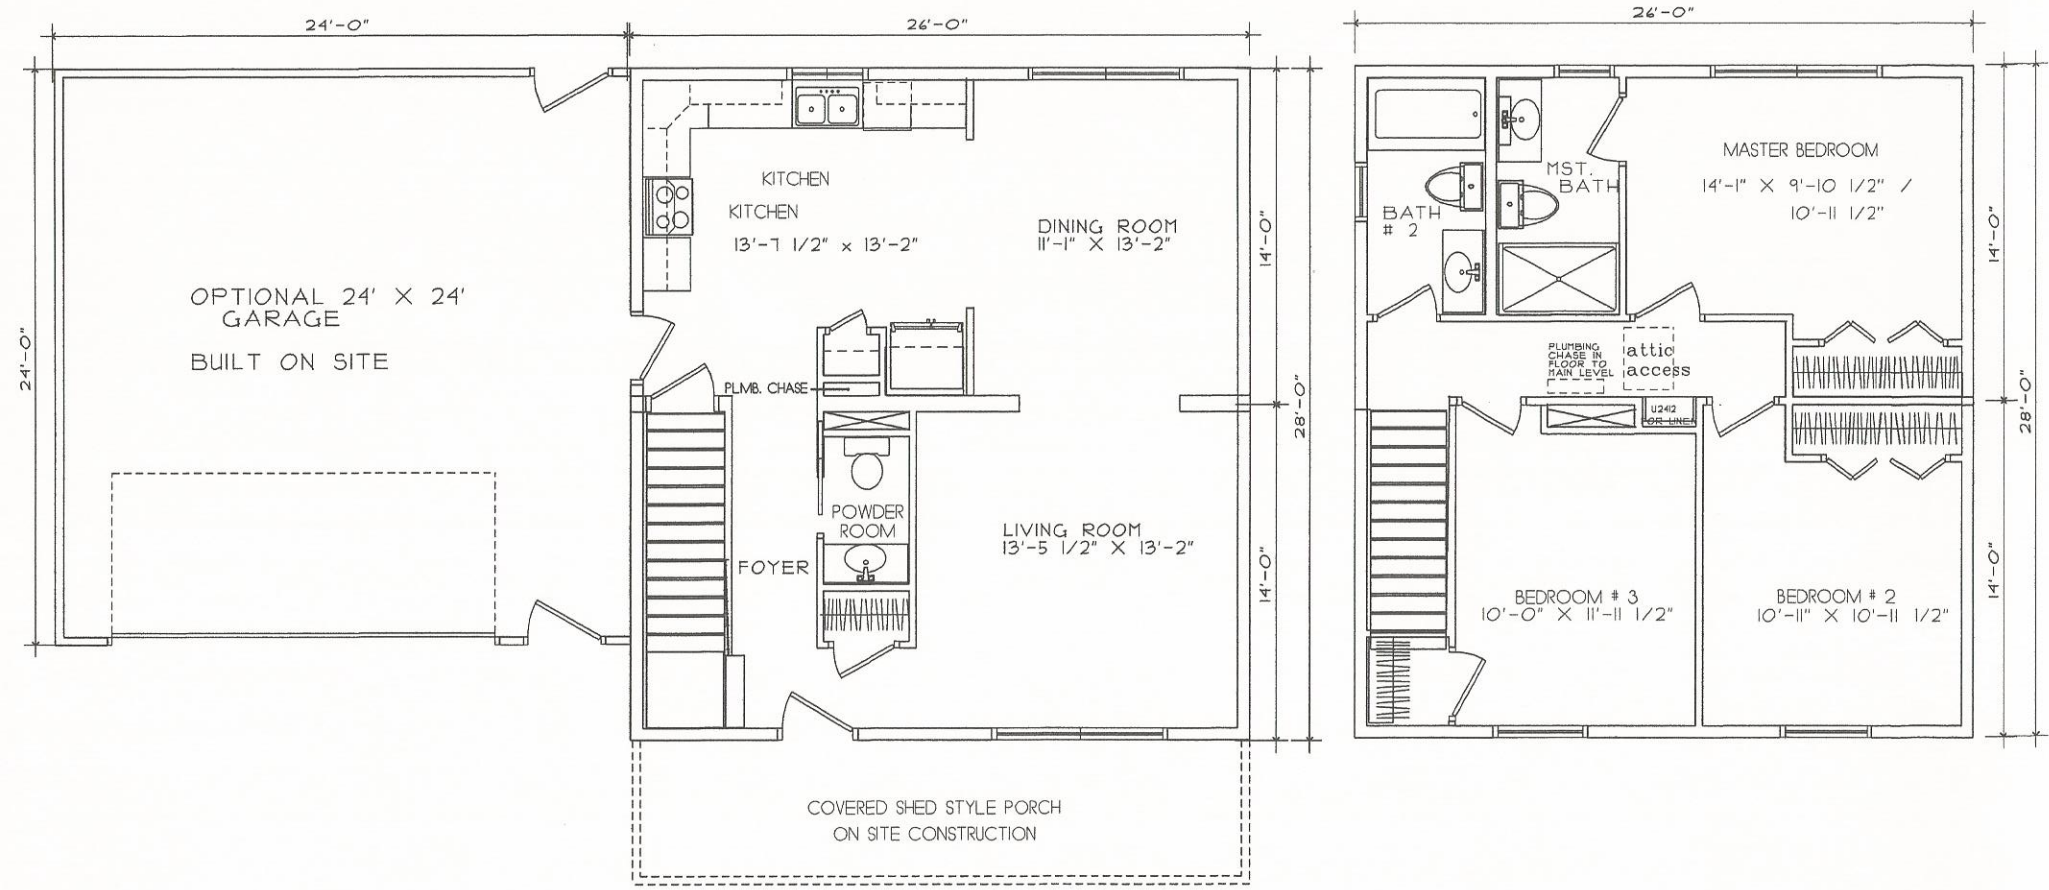 24'-0"
26'-0"
26'-0"
24'-0"
OPTIONAL 24' X 24'
GARAGE
BUILT ON SITE
KITCHEN
KITCHEN
13'-7 1/2" x 13'-2"
DINING ROOM
11'-1" X 13'-2"
PLMB. CHASE
POWDER
ROOM
FOYER
LIVING ROOM
13'-5 1/2" X 13'-2"
14'-0"
14'-0"
28'-0"
COVERED SHED STYLE PORCH
ON SITE CONSTRUCTION
BATH
# 2
MST.
BATH
MASTER BEDROOM
14'-1" X 9'-10 1/2" /
10'-11 1/2"
PLUMBING
CHASE IN
FLOOR TO
MAIN LEVEL
attic
access
U2412
FOR LINEN
BEDROOM # 3
10'-0" X 11'-11 1/2"
BEDROOM # 2
10'-11" X 10'-11 1/2"
14'-0"
14'-0"
28'-0"